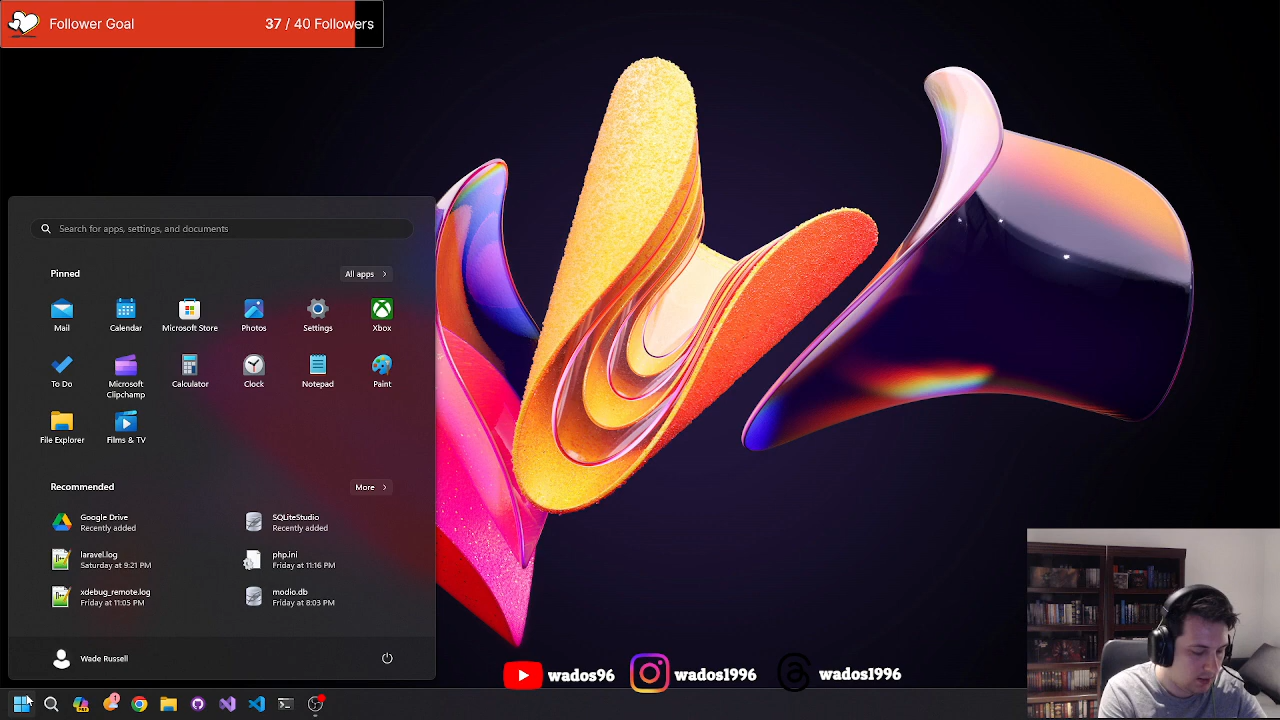 Follower Goal
37 / 40 Followers
Search for apps, settings, and documents
Pinned
All apps
Mail
Calendar
Microsoft Store
Photos
Settings
Xbox
To Do
Microsoft
Clipchamp
Calculator
Clock
Notepad
Paint
File Explorer
Films & TV
Recommended
More
Google Drive
Recently added
SQLiteStudio
Recently added
laravel.log
Saturday at 9:21 PM
php.ini
Friday at 11:16 PM
xdebug_remote.log
Friday at 11:05 PM
modio.db
Friday at 8:03 PM
Wade Russell
wados96
wados1996
wados1996
1